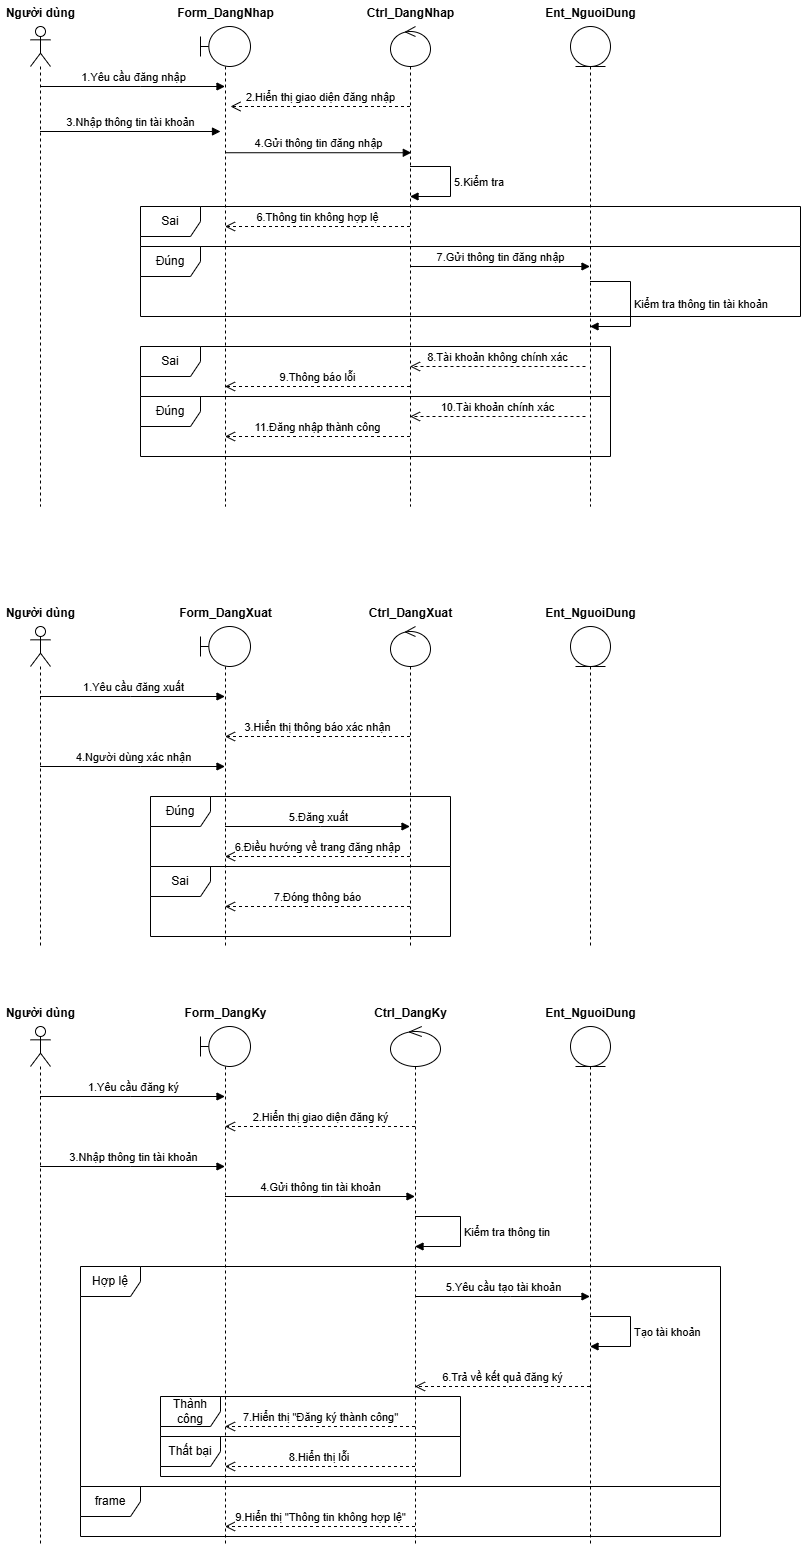 Người dùng
Form_DangNhap
Ctrl_DangNhap
Ent_NguoiDung
1.Yêu cầu đăng nhập
2.Hiển thị giao diện đăng nhập
3.Nhập thông tin tài khoản
4.Gửi thông tin đăng nhập
5.Kiểm tra
Sai
6.Thông tin không hợp lệ
Đúng
7.Gửi thông tin đăng nhập
Kiểm tra thông tin tài khoản
Sai
8.Tài khoản không chính xác
9.Thông báo lỗi
Đúng
10.Tài khoản chính xác
11.Đăng nhập thành công
Người dùng
Form_DangXuat
Ctrl_DangXuat
Ent_NguoiDung
1.Yêu cầu đăng xuất
3.Hiển thị thông báo xác nhận
4.Người dùng xác nhận
Đúng
5.Đăng xuất
6.Điều hướng về trang đăng nhập
Sai
7.Đóng thông báo
Người dùng
Form_DangKy
Ctrl_DangKy
Ent_NguoiDung
1.Yêu cầu đăng ký
2.Hiển thị giao diện đăng ký
3.Nhập thông tin tài khoản
4.Gửi thông tin tài khoản
Kiểm tra thông tin
Hợp lệ
5.Yêu cầu tạo tài khoản
Tạo tài khoản
6.Trả về kết quả đăng ký
Thành
công
7.Hiển thị "Đăng ký thành công"
Thất bại
8.Hiển thị lỗi
frame
9.Hiển thị "Thông tin không hợp lệ"